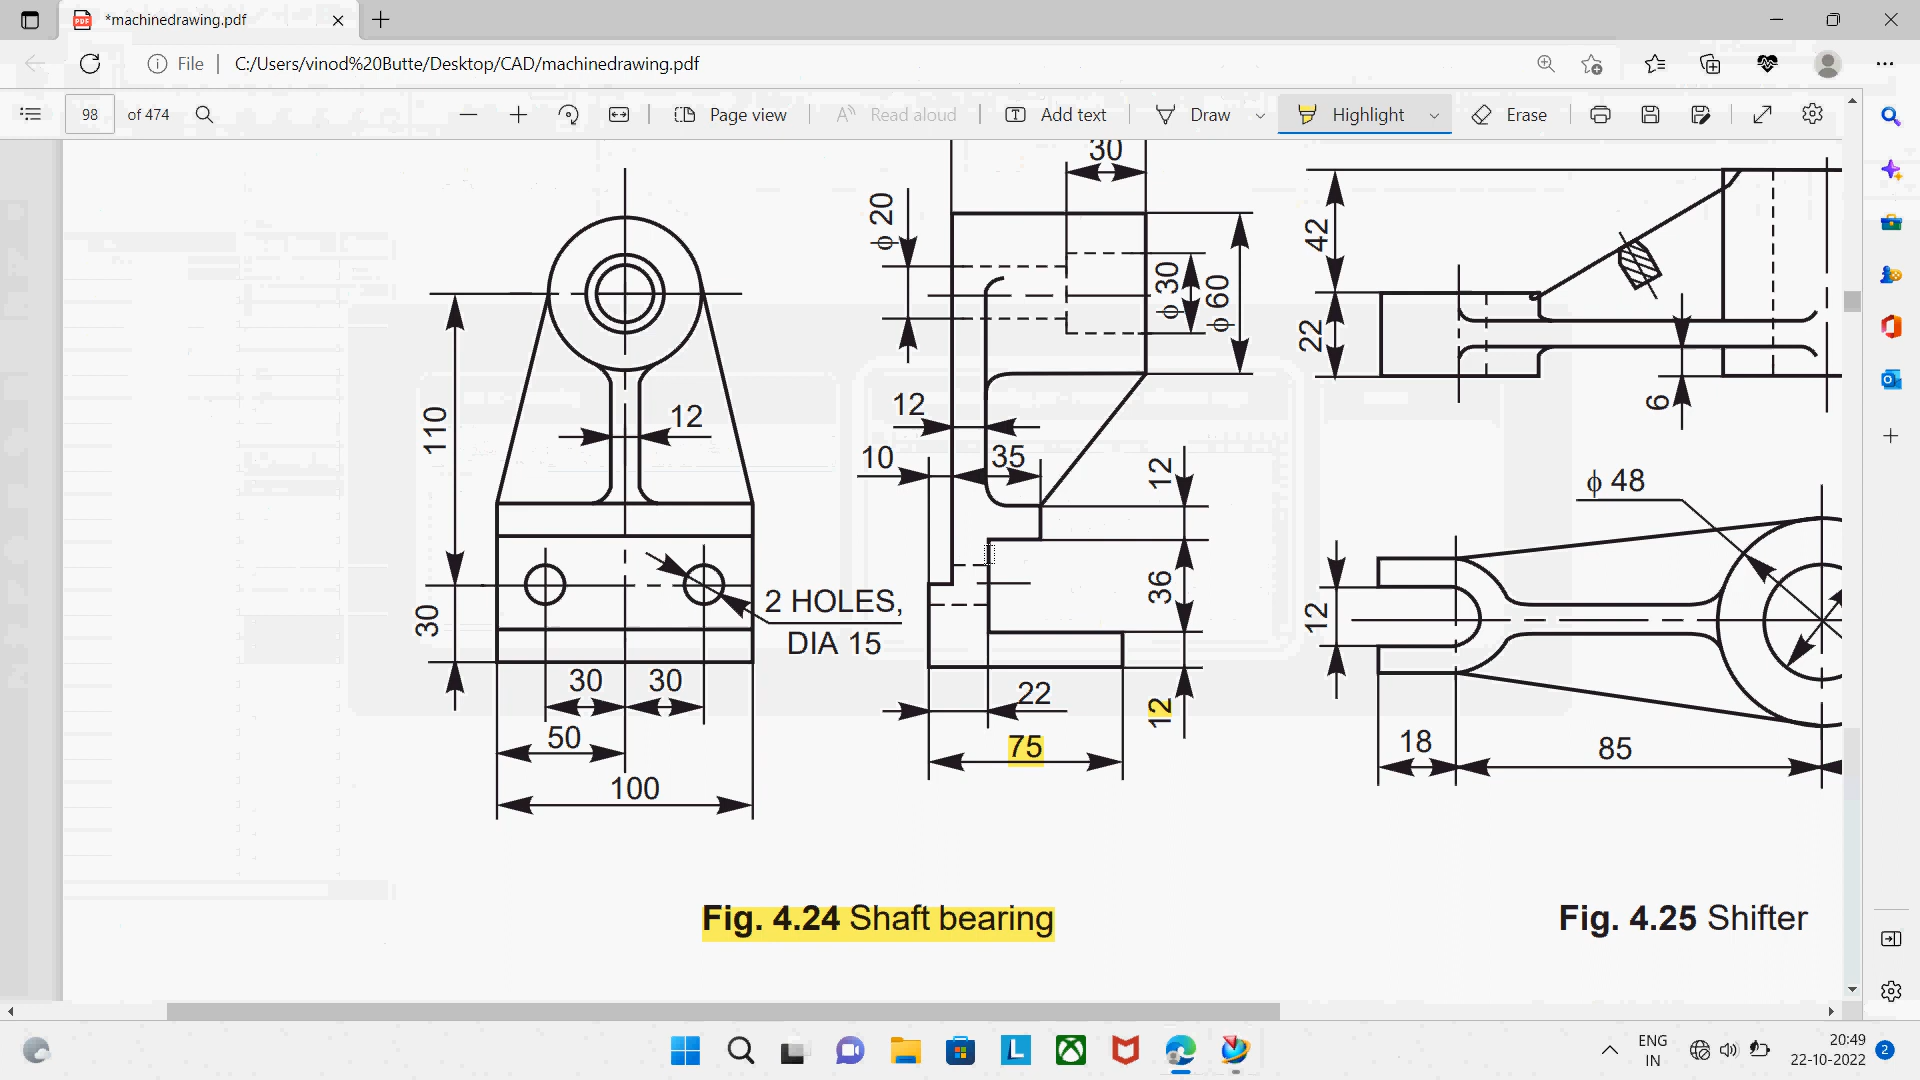 *machinedrawing.pdf
File
C:/Users/vinod%20Butte/Desktop/CAD/machinedrawing.pdf
98 of 474
Page view
Read aloud
Add text
Draw
Highlight
Erase
30
ϕ 20
ϕ 30
ϕ 60
42
22
6
110
12
12
10
35
12
ϕ 48
30
2 HOLES,
DIA 15
36
12
30
30
22
12
50
75
18
85
100
Fig. 4.24 Shaft bearing
Fig. 4.25 Shifter
ENG
IN
20:49
22-10-2022
2